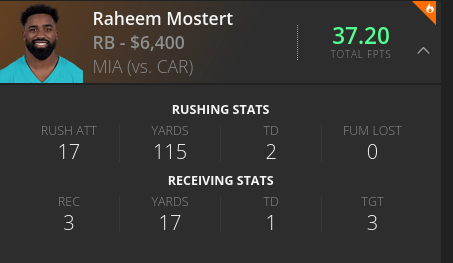 Raheem Mostert
RB - $6,400
MIA (vs. CAR)
37.20
TOTAL FPTS
RUSHING STATS
RUSH ATT YARDS TD FUM LOST
17 115 2 0
RECEIVING STATS
REC YARDS TD TGT
3 17 1 3